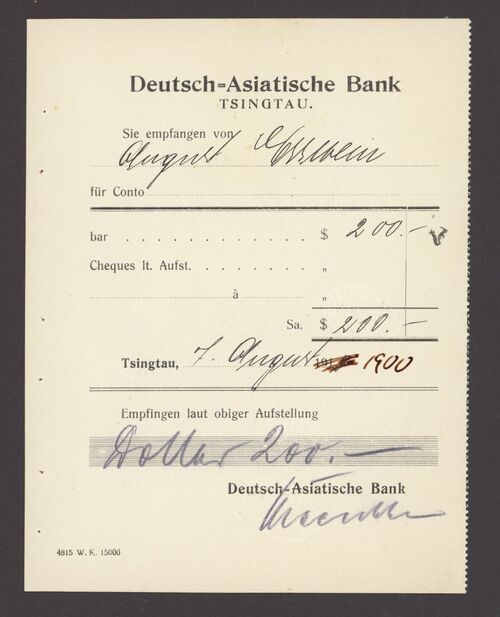 Deutsch=Asiatische Bank
TSINGTAU.
Sie empfangen von
August
für Conto
bar . . . . . . . . . . . . $ 200.-
Cheques lt. Aufst. . . . . . . . „
à „
Sa. $ 200.-
Tsingtau, 7. August 191 1900
Empfingen laut obiger Aufstellung
Dollar 200.—
Deutsch-Asiatische Bank
4815 W. K. 15000